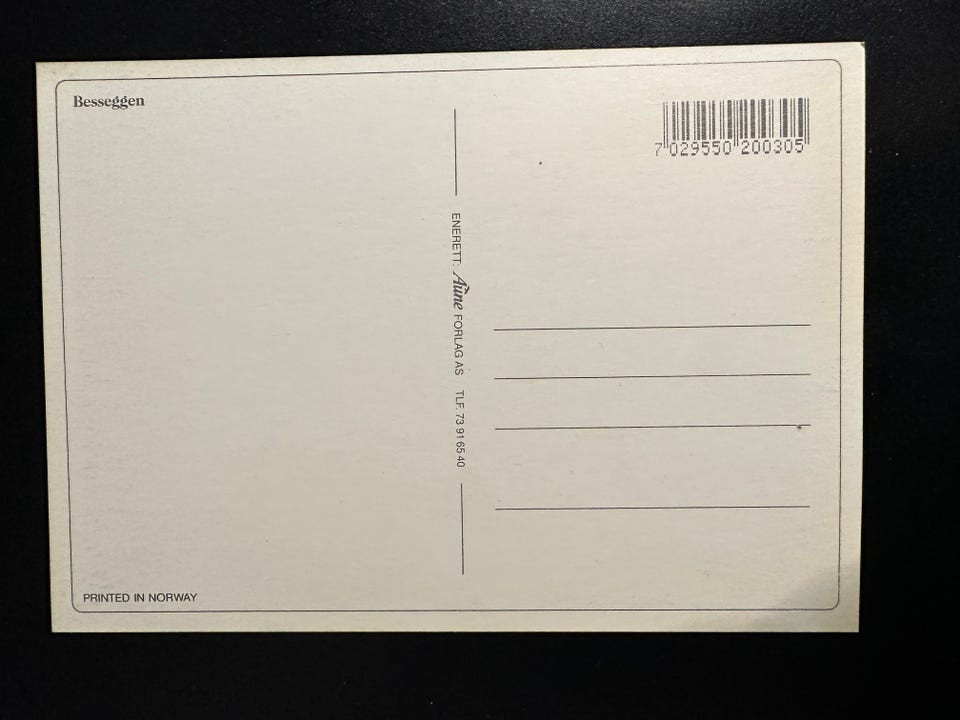 Besseggen
7 029550 200305
ENERETT: Aune FORLAG AS TLF. 73 91 65 40
PRINTED IN NORWAY